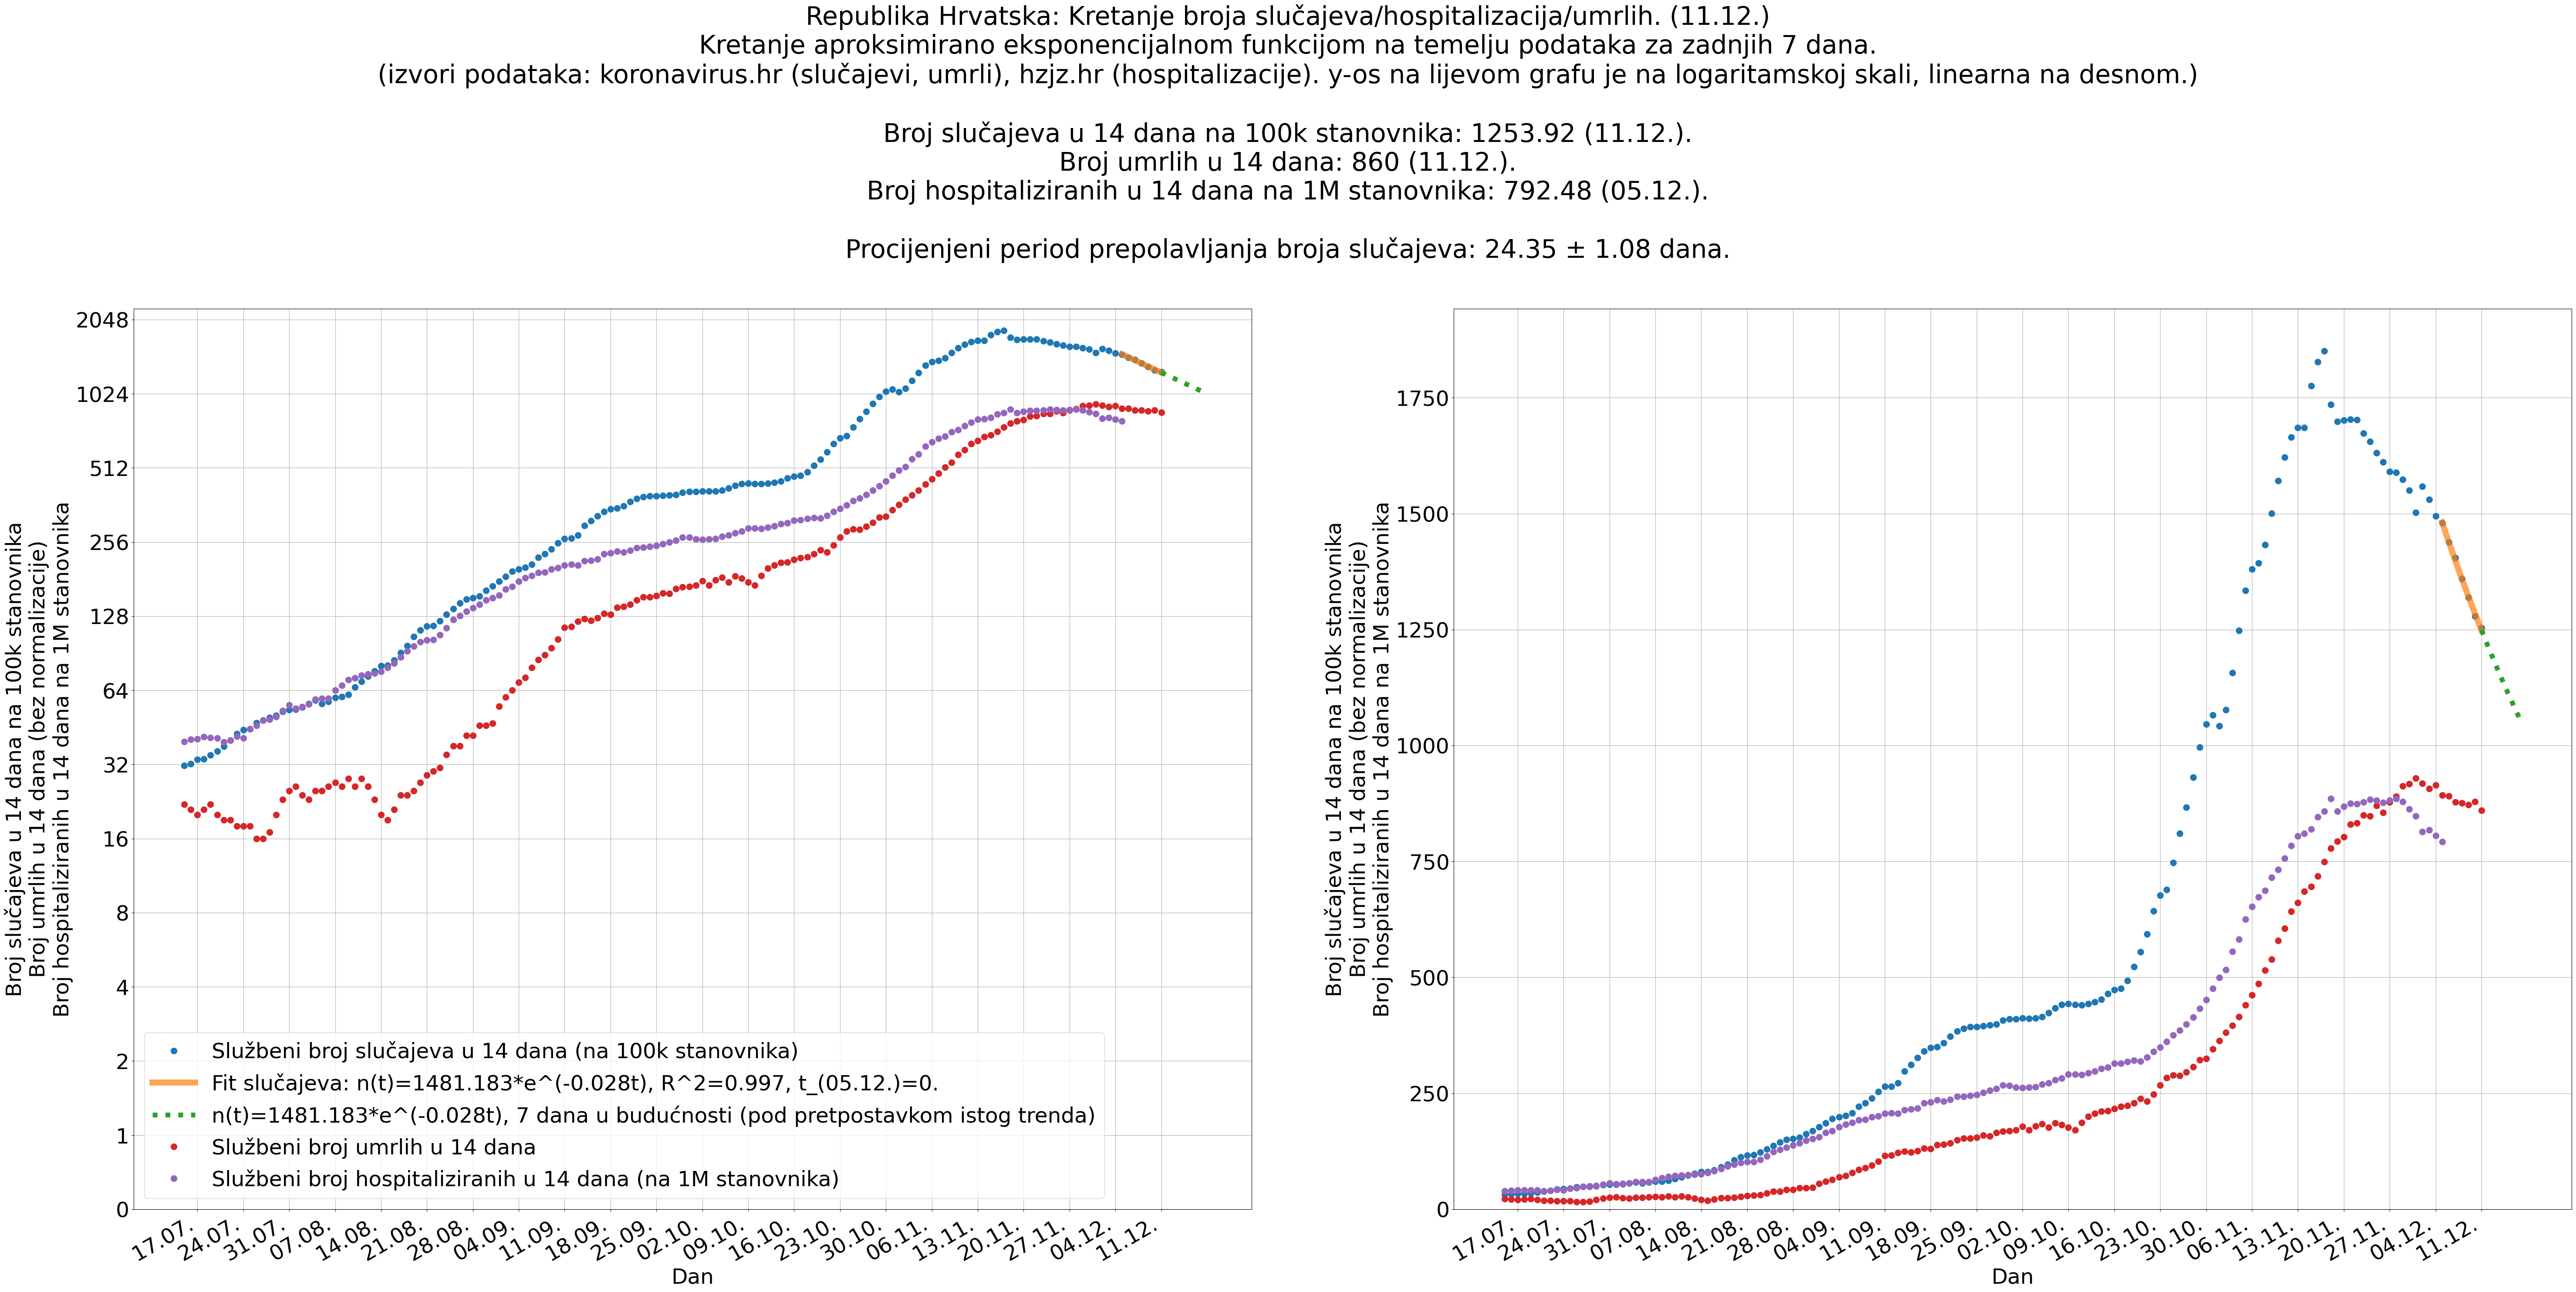 Republika Hrvatska: Kretanje broja slučajeva/hospitalizacija/umrlih. (11.12.)
Kretanje aproksimirano eksponencijalnom funkcijom na temelju podataka za zadnjih 7 dana.
(izvori podataka: koronavirus.hr (slučajevi, umrli), hzjz.hr (hospitalizacije). y-os na lijevom grafu je na logaritamskoj skali, linearna na desnom.)
Broj slučajeva u 14 dana na 100k stanovnika: 1253.92 (11.12.).
Broj umrlih u 14 dana: 860 (11.12.).
Broj hospitaliziranih u 14 dana na 1M stanovnika: 792.48 (05.12.).
Procijenjeni period prepolavljanja broja slučajeva: 24.35 ± 1.08 dana.
Broj slučajeva u 14 dana na 100k stanovnika
Broj umrlih u 14 dana (bez normalizacije)
Broj hospitaliziranih u 14 dana na 1M stanovnika
2048
1024
512
256
128
64
32
16
8
4
2
1
0
Službeni broj slučajeva u 14 dana (na 100k stanovnika)
Fit slučajeva: n(t)=1481.183*e^(-0.028t), R^2=0.997, t_(05.12.)=0.
n(t)=1481.183*e^(-0.028t), 7 dana u budućnosti (pod pretpostavkom istog trenda)
Službeni broj umrlih u 14 dana
Službeni broj hospitaliziranih u 14 dana (na 1M stanovnika)
17.07. 24.07. 31.07. 07.08. 14.08. 21.08. 28.08. 04.09. 11.09. 18.09. 25.09. 02.10. 09.10. 16.10. 23.10. 30.10. 06.11. 13.11. 20.11. 27.11. 04.12. 11.12.
Dan
Broj slučajeva u 14 dana na 100k stanovnika
Broj umrlih u 14 dana (bez normalizacije)
Broj hospitaliziranih u 14 dana na 1M stanovnika
1750
1500
1250
1000
750
500
250
0
17.07. 24.07. 31.07. 07.08. 14.08. 21.08. 28.08. 04.09. 11.09. 18.09. 25.09. 02.10. 09.10. 16.10. 23.10. 30.10. 06.11. 13.11. 20.11. 27.11. 04.12. 11.12.
Dan